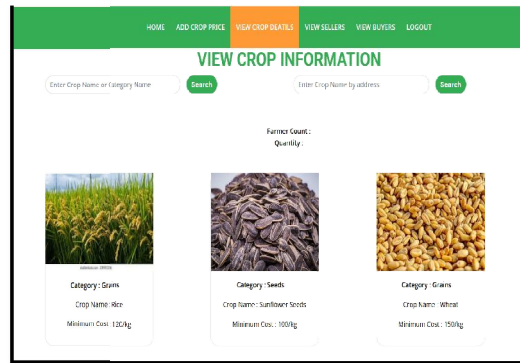 HOME ADD CROP PRICE VIEW CROP DEATILS VIEW SELLERS VIEW BUYERS LOGOUT
VIEW CROP INFORMATION
Enter Crop Name or Category Name Search Enter Crop Name by address Search
Farmer Count :
Quantity :
Category : Grains Category : Seeds Category : Grains
Crop Name : Rice Crop Name : Sunflower Seeds Crop Name : Wheat
Minimum Cost : 120/kg Minimum Cost : 100/kg Minimum Cost : 150/kg